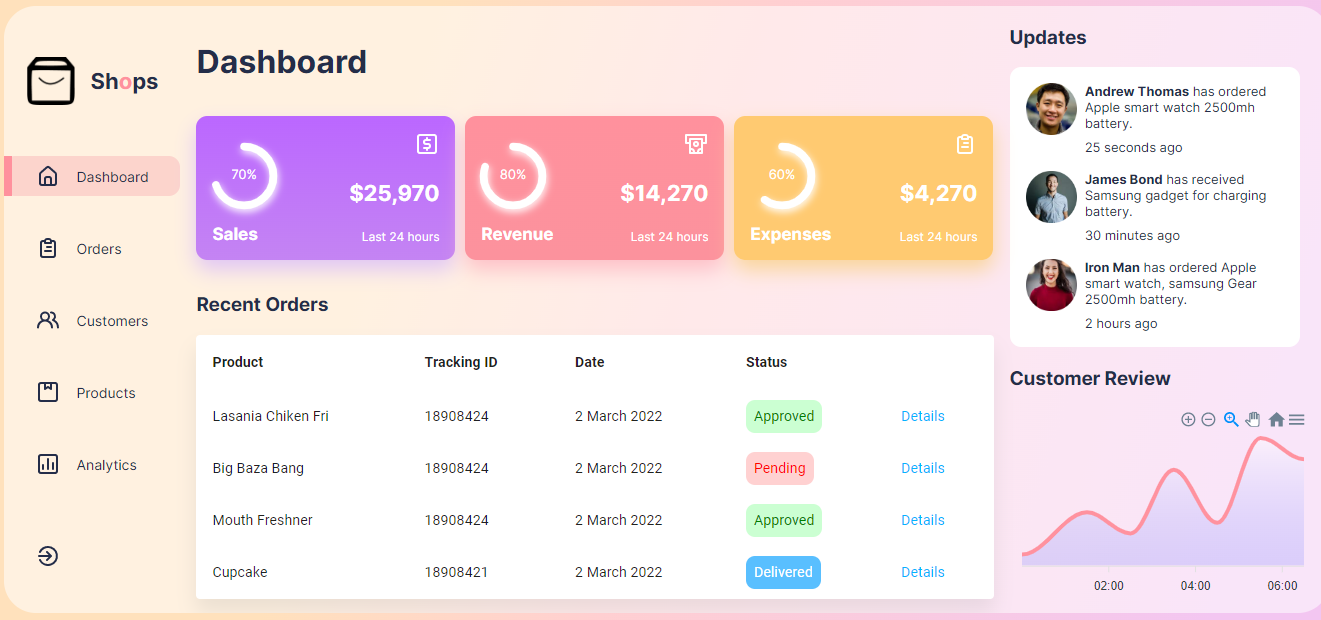 Shops
Dashboard
Orders
Customers
Products
Analytics
Dashboard
70%
$25,970
Sales
Last 24 hours
80%
$14,270
Revenue
Last 24 hours
60%
$4,270
Expenses
Last 24 hours
Recent Orders
Product Tracking ID Date Status
Lasania Chiken Fri 18908424 2 March 2022 Approved Details
Big Baza Bang 18908424 2 March 2022 Pending Details
Mouth Freshner 18908424 2 March 2022 Approved Details
Cupcake 18908421 2 March 2022 Delivered Details
Updates
Andrew Thomas has ordered
Apple smart watch 2500mh
battery.
25 seconds ago
James Bond has received
Samsung gadget for charging
battery.
30 minutes ago
Iron Man has ordered Apple
smart watch, samsung Gear
2500mh battery.
2 hours ago
Customer Review
02:00 04:00 06:00